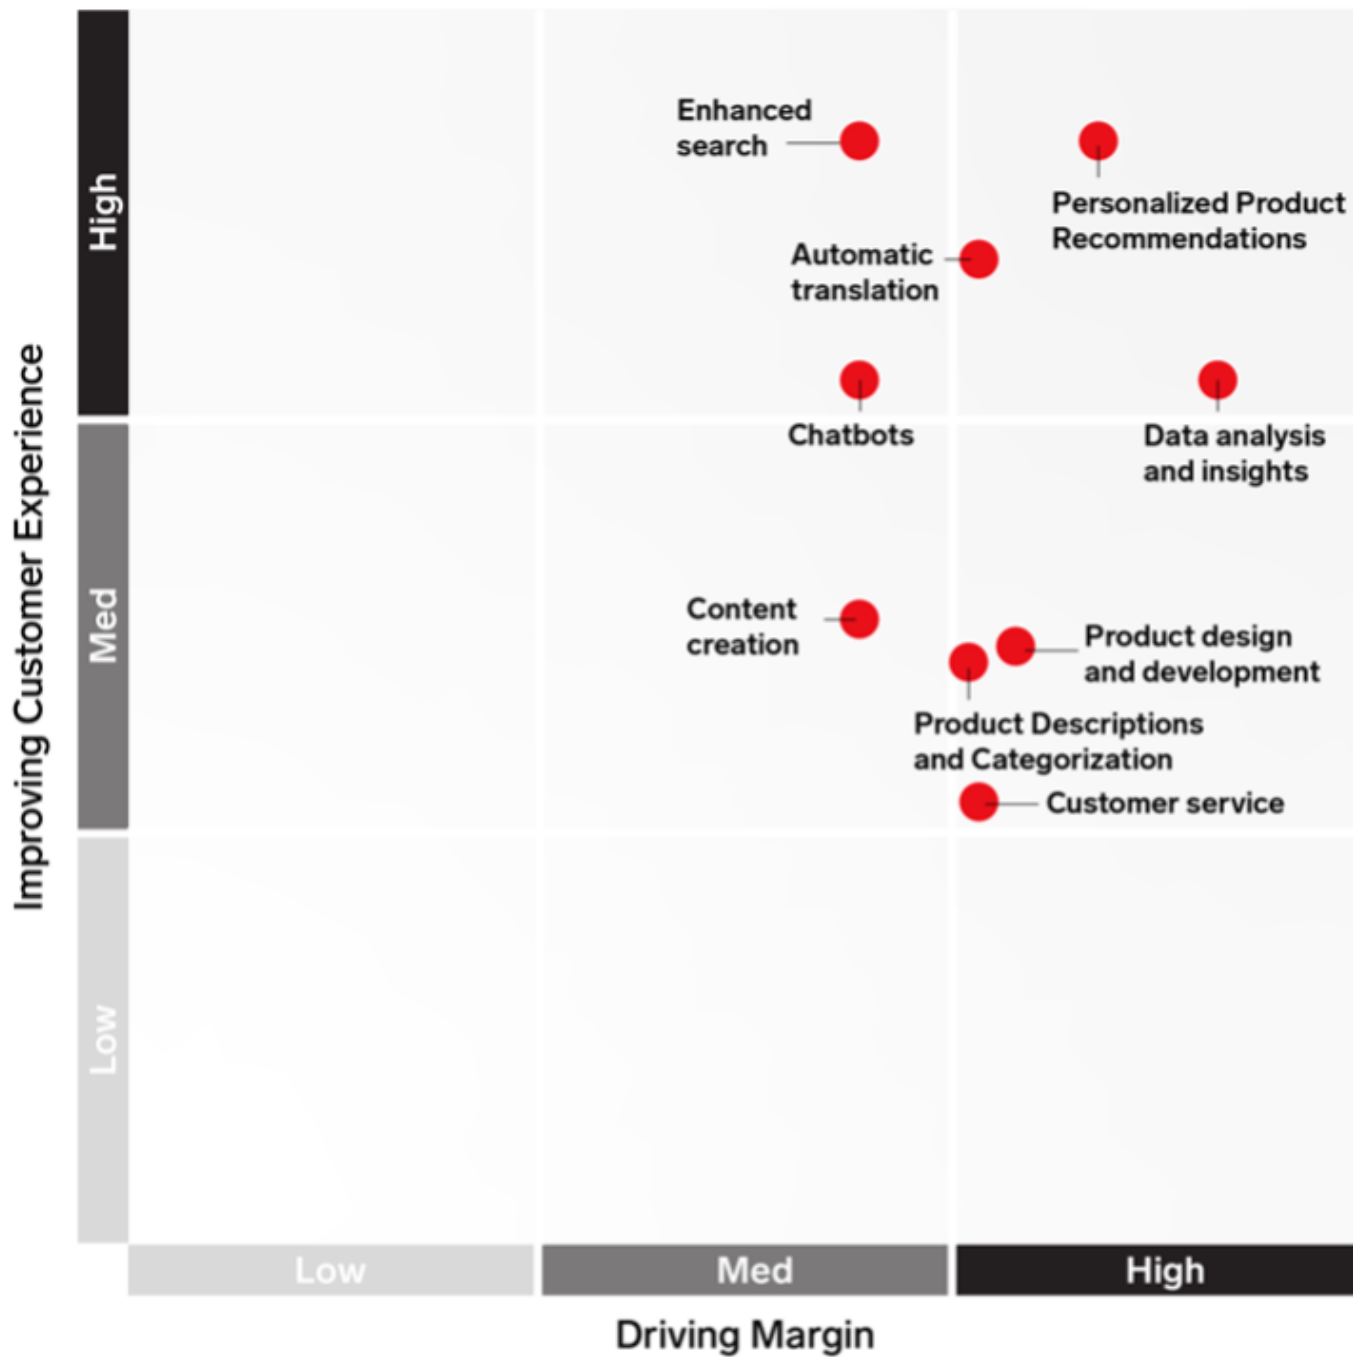 Improving Customer Experience
High
Med
Low
Enhanced
search
Personalized Product
Recommendations
Automatic
translation
Chatbots
Data analysis
and insights
Content
creation
Product design
and development
Product Descriptions
and Categorization
Customer service
Low
Med
High
Driving Margin